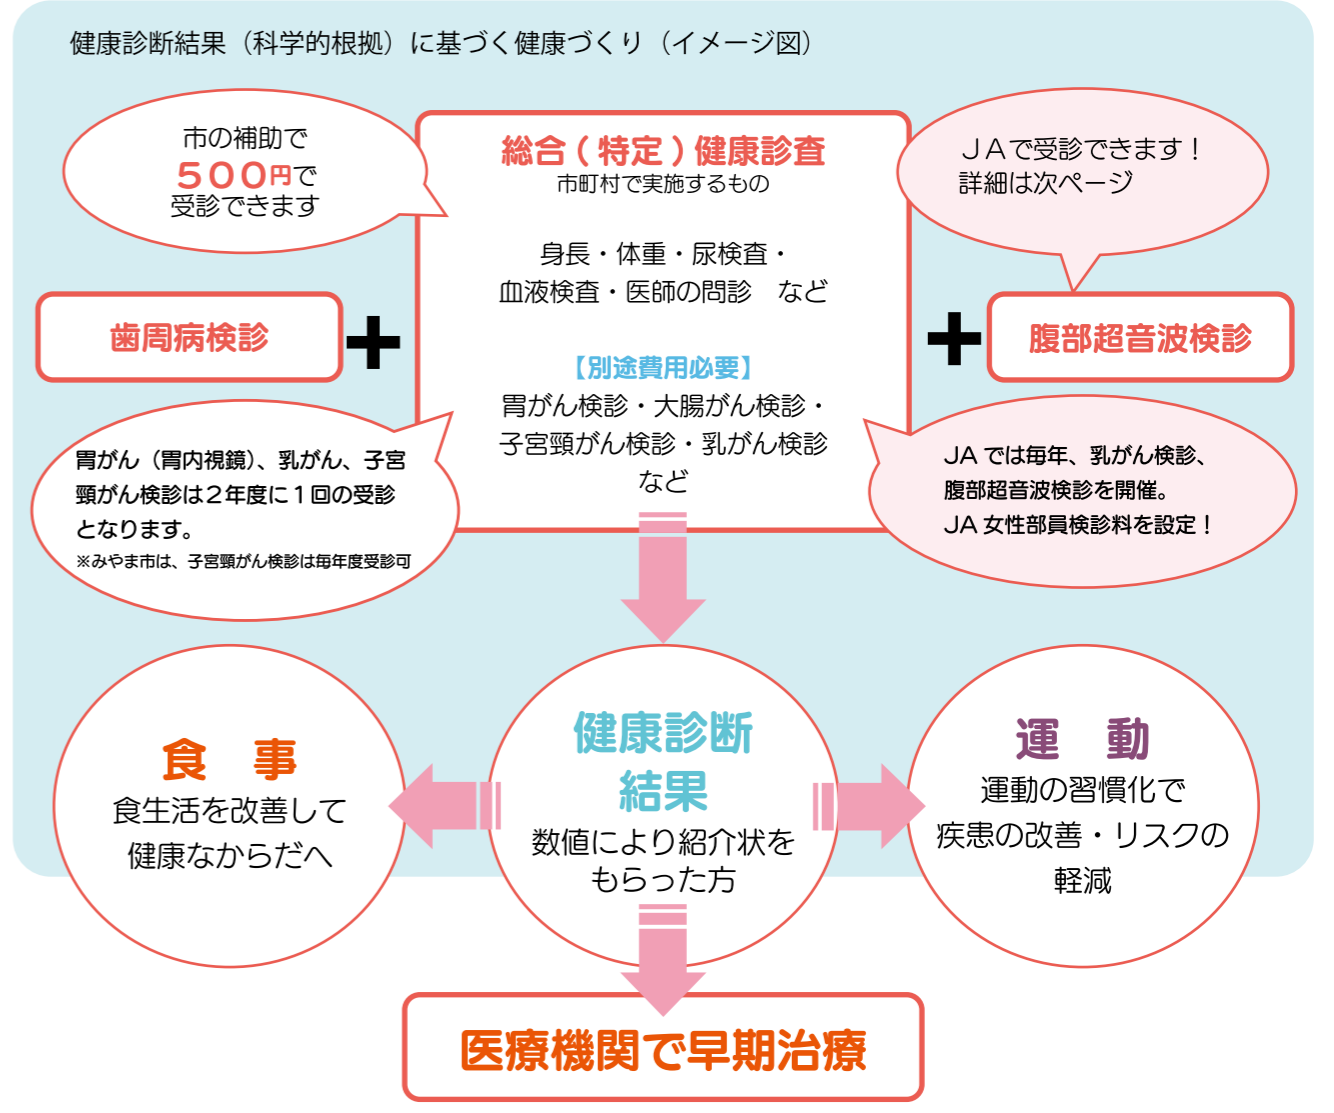 健康診断結果（科学的根拠）に基づく健康づくり（イメージ図）
市の補助で
５００円で
受診できます
総合(特定)健康診査
市町村で実施するもの
身長・体重・尿検査・
血液検査・医師の問診　など
【別途費用必要】
胃がん検診・大腸がん検診・
子宮頸がん検診・乳がん検診
など
ＪＡで受診できます！
詳細は次ページ
歯周病検診
+
+
腹部超音波検診
胃がん（胃内視鏡）、乳がん、子宮
頸がん検診は２年度に１回の受診
となります。
※みやま市は、子宮頸がん検診は毎年度受診可
JA では毎年、乳がん検診、
腹部超音波検診を開催。
JA 女性部員検診料を設定！
食　事
食生活を改善して
健康なからだへ
健康診断
結果
数値により紹介状を
もらった方
運　動
運動の習慣化で
疾患の改善・リスクの
軽減
医療機関で早期治療